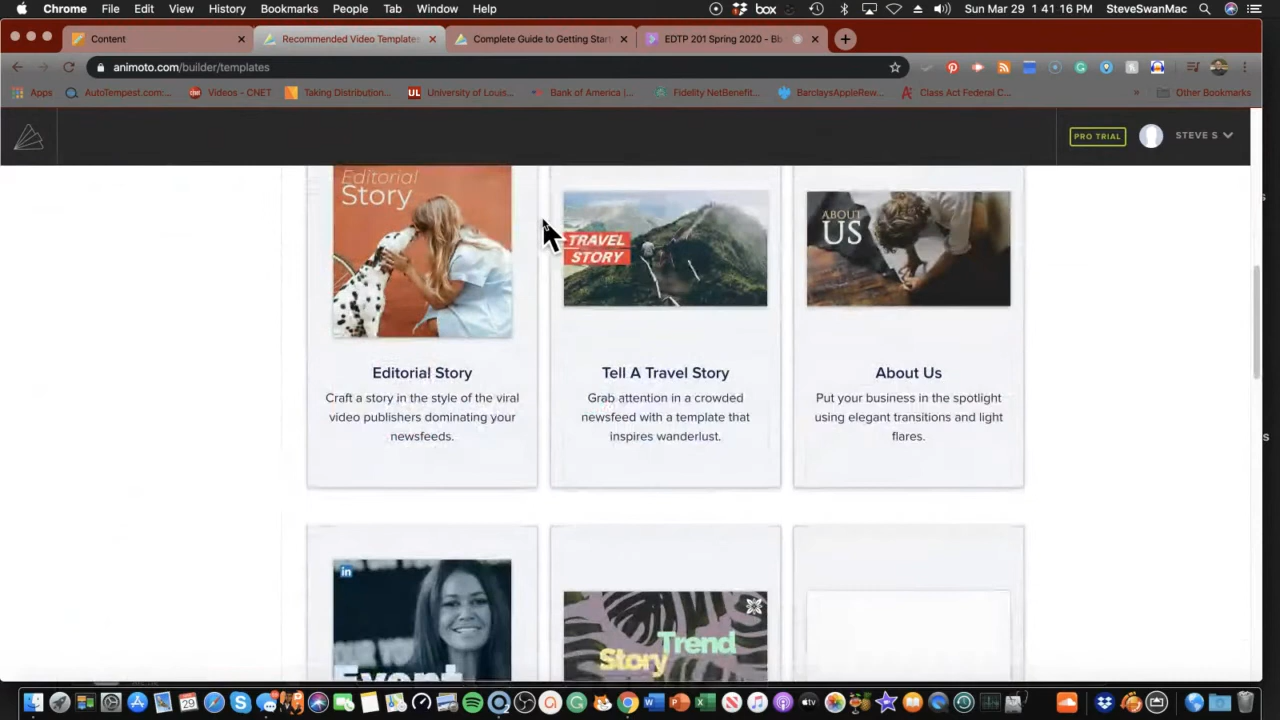 Chrome File Edit View History Bookmarks People Tab Window Help box Sun Mar 29 1:41:16 PM SteveSwanMac
Content Recommended Video Templates Complete Guide to Getting Start EDTP 201 Spring 2020 - Bb
animoto.com/builder/templates
Apps AutoTempest.com:... Videos - CNET Taking Distribution... University of Louis... Bank of America |... Fidelity NetBenefit... BarclaysAppleRew... Class Act Federal C... » Other Bookmarks
PRO TRIAL STEVE S
Editorial
Story
TRAVEL
STORY
ABOUT
US
Editorial Story
Craft a story in the style of the viral
video publishers dominating your
newsfeeds.
Tell A Travel Story
Grab attention in a crowded
newsfeed with a template that
inspires wanderlust.
About Us
Put your business in the spotlight
using elegant transitions and light
flares.
in
Event
Trend
Story